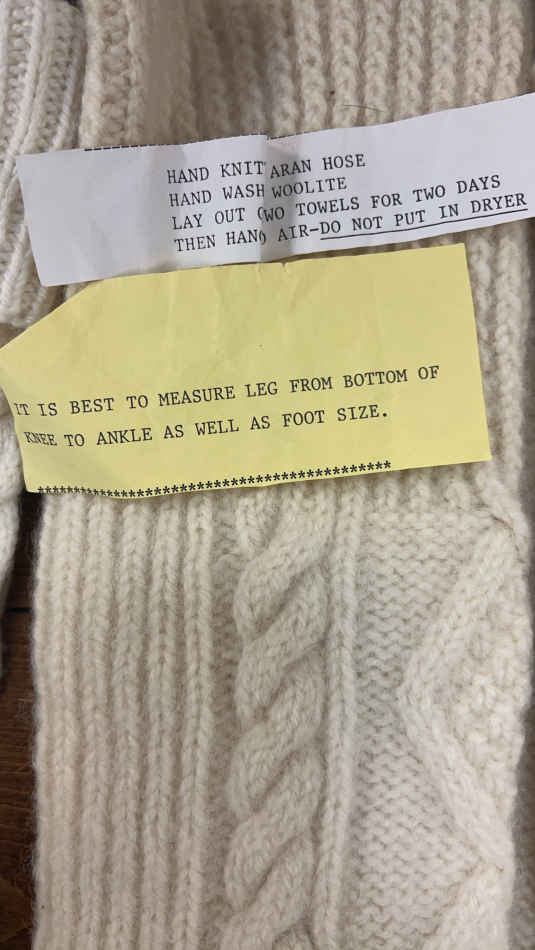 HAND KNIT ARAN HOSE
HAND WASH WOOLITE
LAY OUT TWO TOWELS FOR TWO DAYS
THEN HANG AIR-DO NOT PUT IN DRYER
IT IS BEST TO MEASURE LEG FROM BOTTOM OF
KNEE TO ANKLE AS WELL AS FOOT SIZE.
****************************************